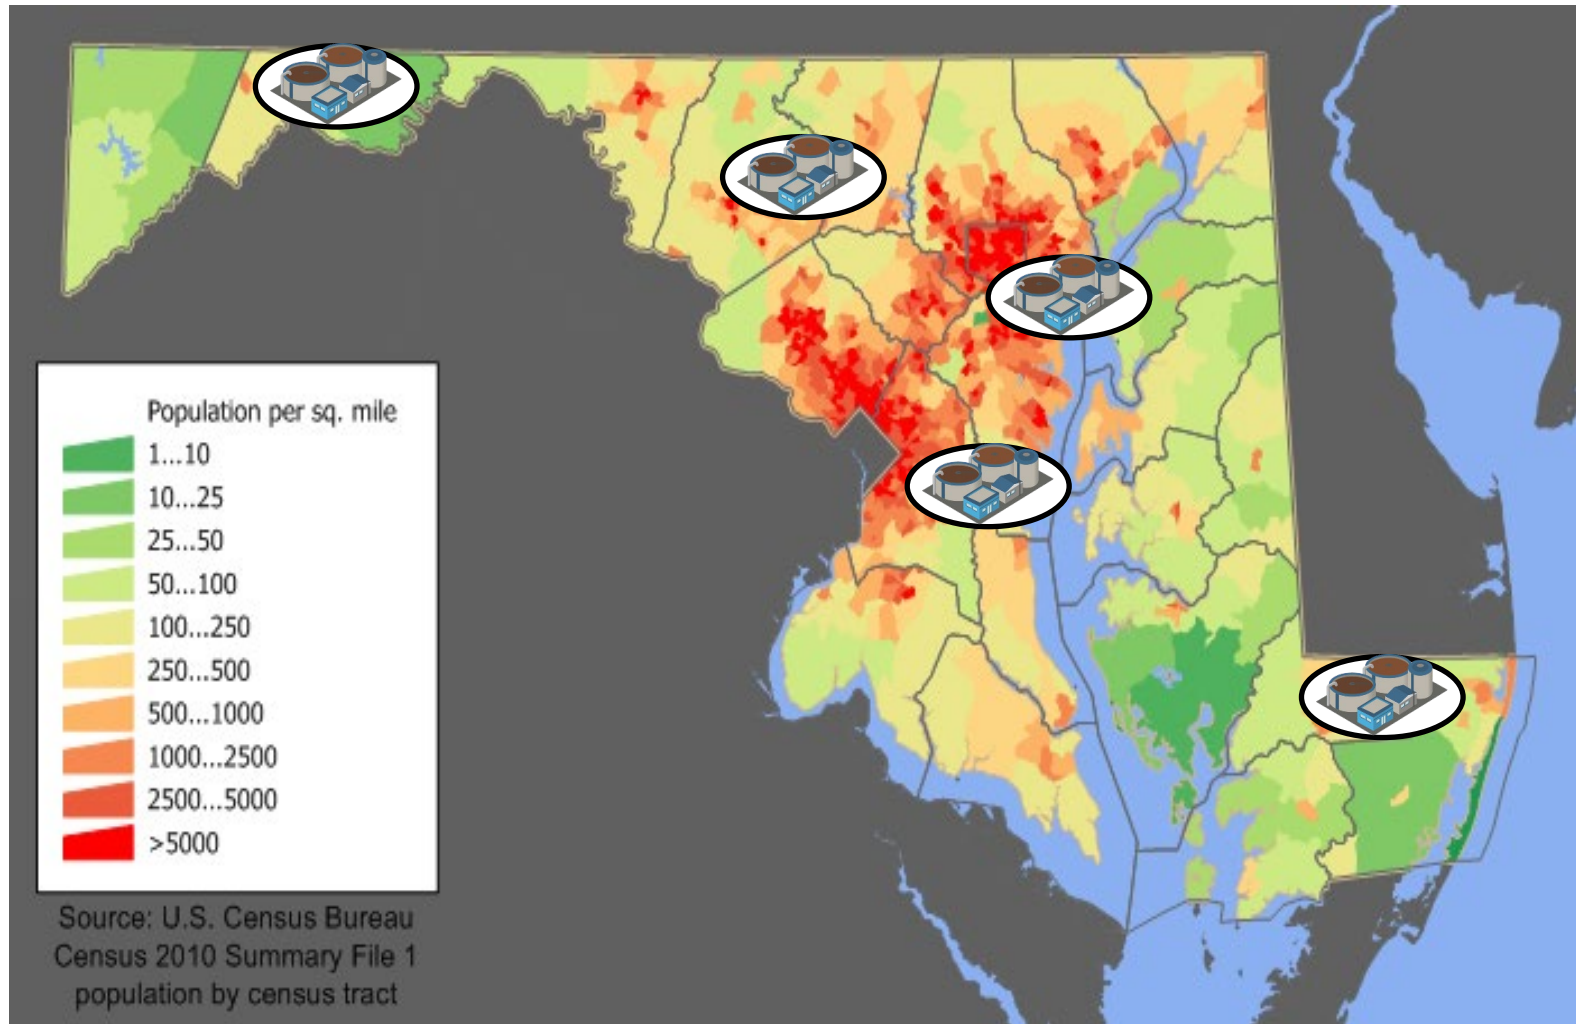 Population per sq. mile
1...10
10...25
25...50
50...100
100...250
250...500
500...1000
1000...2500
2500...5000
>5000
Source: U.S. Census Bureau
Census 2010 Summary File 1
population by census tract